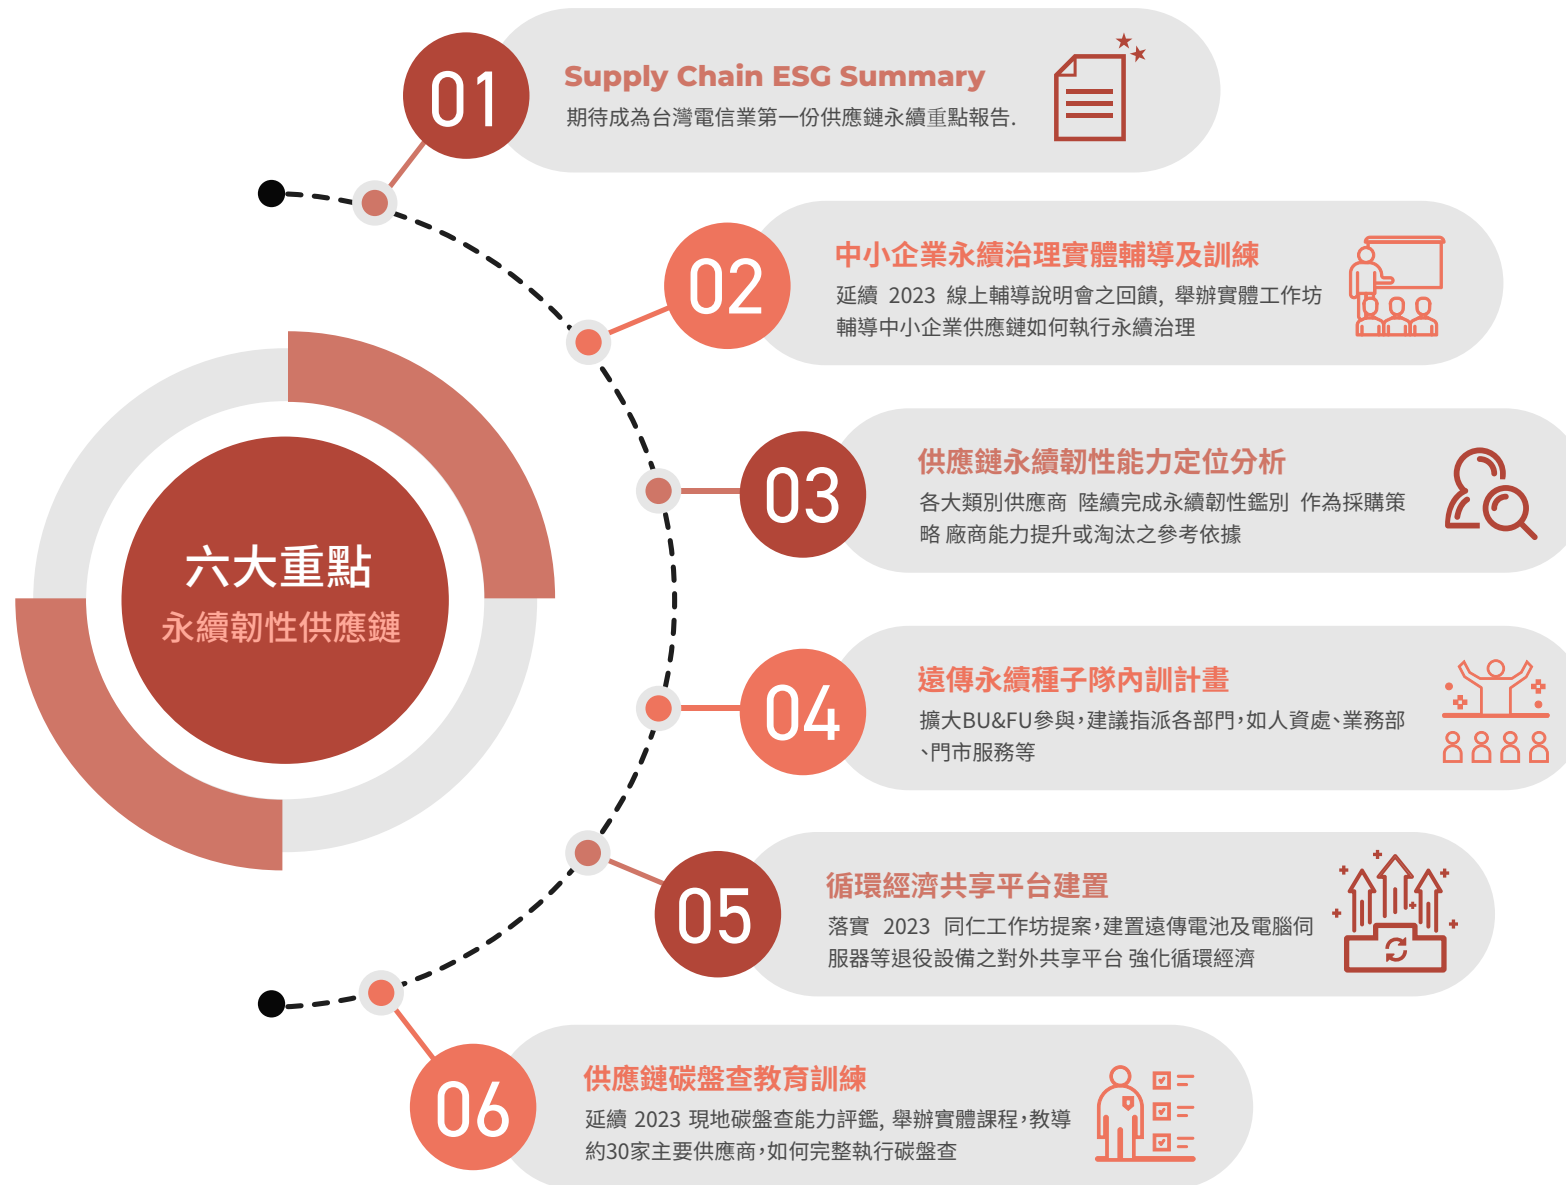 01
Supply Chain ESG Summary
期待成為台灣電信業第一份供應鏈永續重點報告.
02
中小企業永續治理實體輔導及訓練
延續 2023 線上輔導說明會之回饋, 舉辦實體工作坊
輔導中小企業供應鏈如何執行永續治理
03
供應鏈永續韌性能力定位分析
各大類別供應商 陸續完成永續韌性鑑別 作為採購策
略 廠商能力提升或淘汰之參考依據
六大重點
永續韌性供應鏈
04
遠傳永續種子隊內訓計畫
擴大BU&FU參與，建議指派各部門，如人資處、業務部
、門市服務等
05
循環經濟共享平台建置
落實 2023 同仁工作坊提案，建置遠傳電池及電腦伺
服器等退役設備之對外共享平台 強化循環經濟
06
供應鏈碳盤查教育訓練
延續 2023 現地碳盤查能力評鑑, 舉辦實體課程，教導
約30家主要供應商，如何完整執行碳盤查